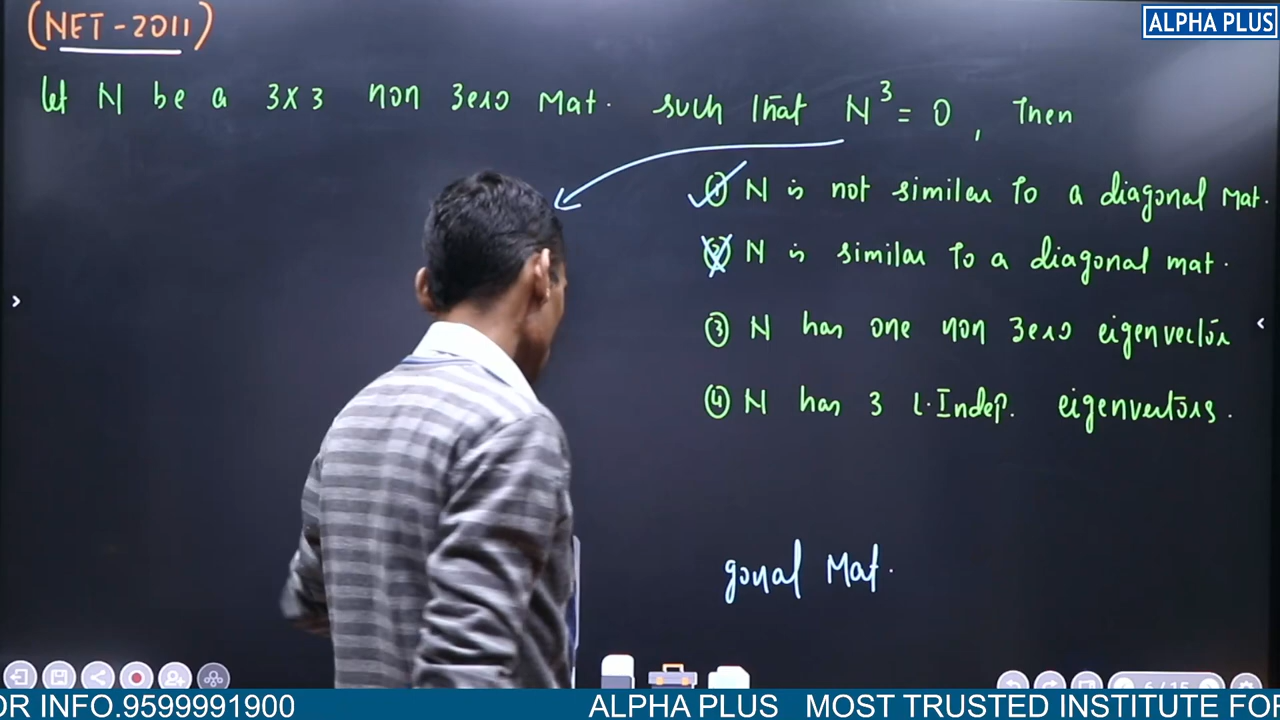 (NET-2011)
ALPHA PLUS
let N be a 3x3 non zero Mat. such that N³ = 0, Then
① N is not similar to a diagonal Mat.
② N is similar to a diagonal mat.
③ N has one non zero eigenvector
④ N has 3 l.Indep. eigenvectors.
gonal Mat.
6/15
OR INFO.9599991900 ALPHA PLUS MOST TRUSTED INSTITUTE FOR